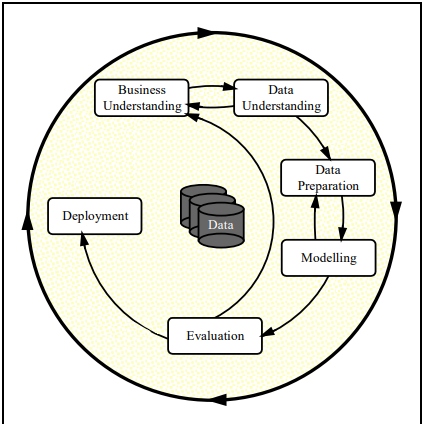 Business
Understanding
Data
Understanding
Data
Preparation
Deployment
Data
Modelling
Evaluation